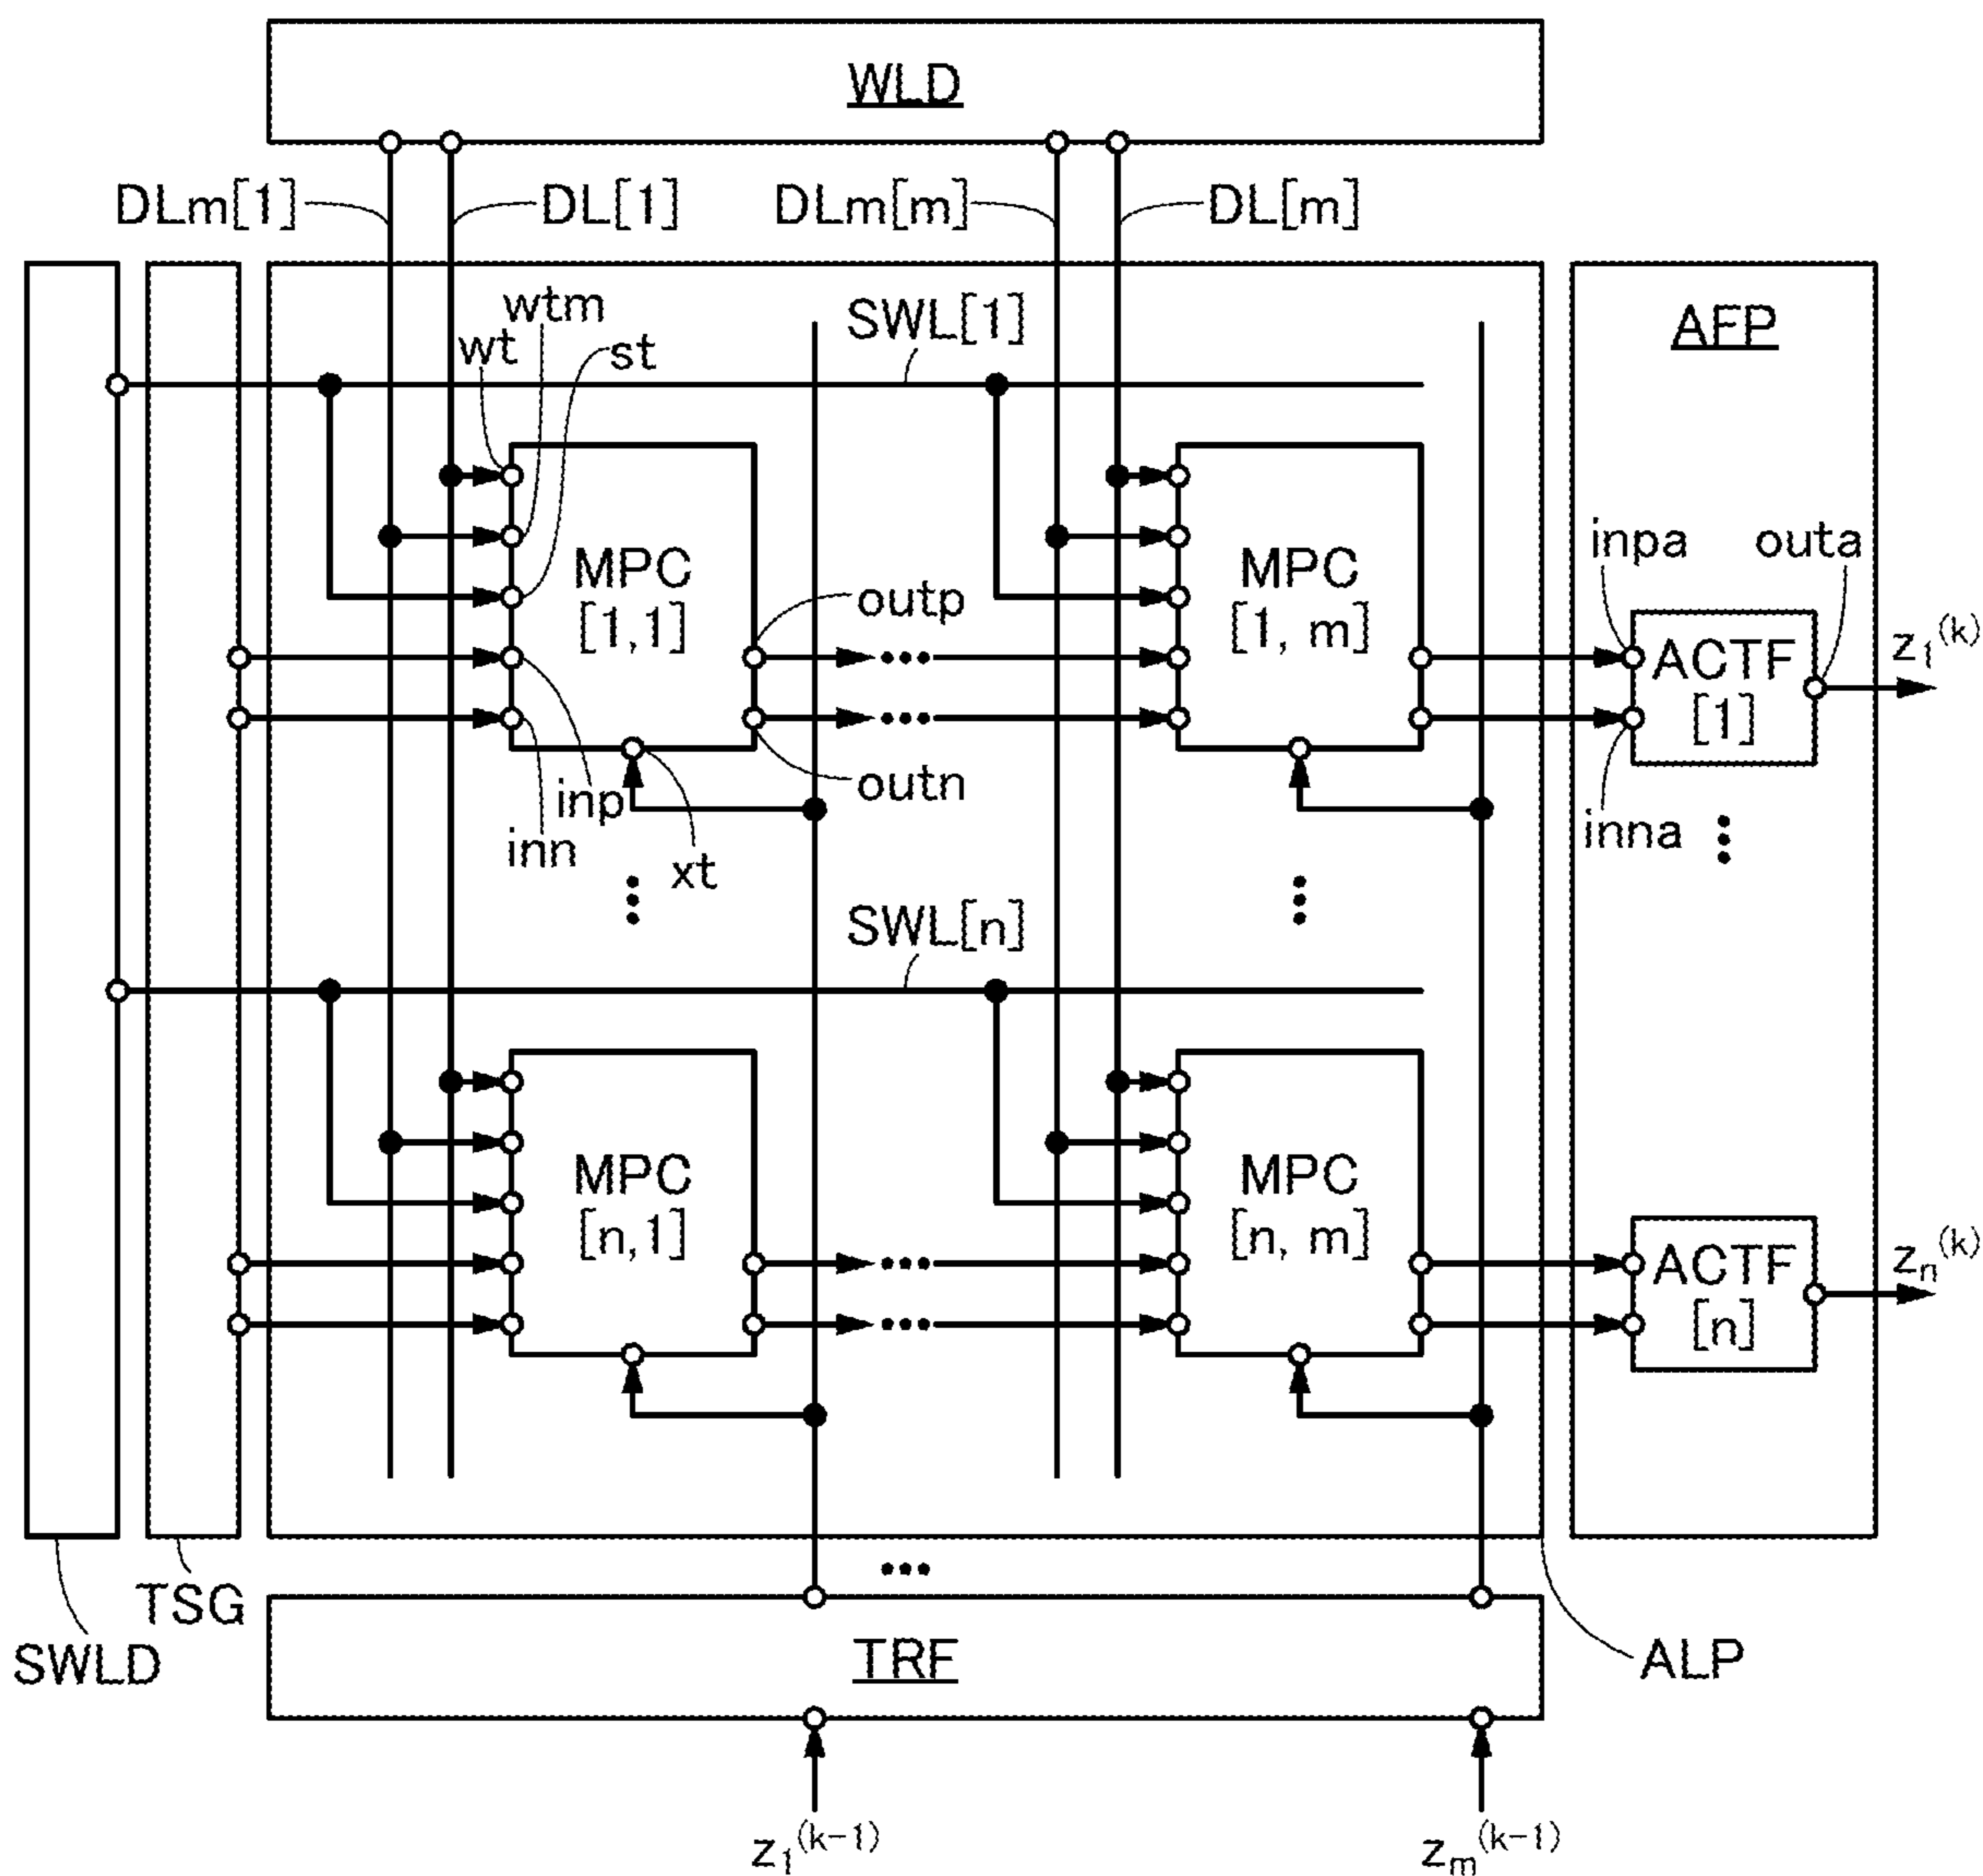 WLD
DLm[1]
DL[1]
DLm[m]
DL[m]
wtm
wt
st
SWL[1]
AFP
MPC
[1,1]
outp
outn
inp
inn
xt
MPC
[1, m]
inpa
outa
ACTF
[1]
inna
z₁⁽ᵏ⁾
SWL[n]
MPC
[n,1]
MPC
[n, m]
ACTF
[n]
zₙ⁽ᵏ⁾
TSG
SWLD
TRF
ALP
z₁⁽ᵏ⁻¹⁾
zₘ⁽ᵏ⁻¹⁾